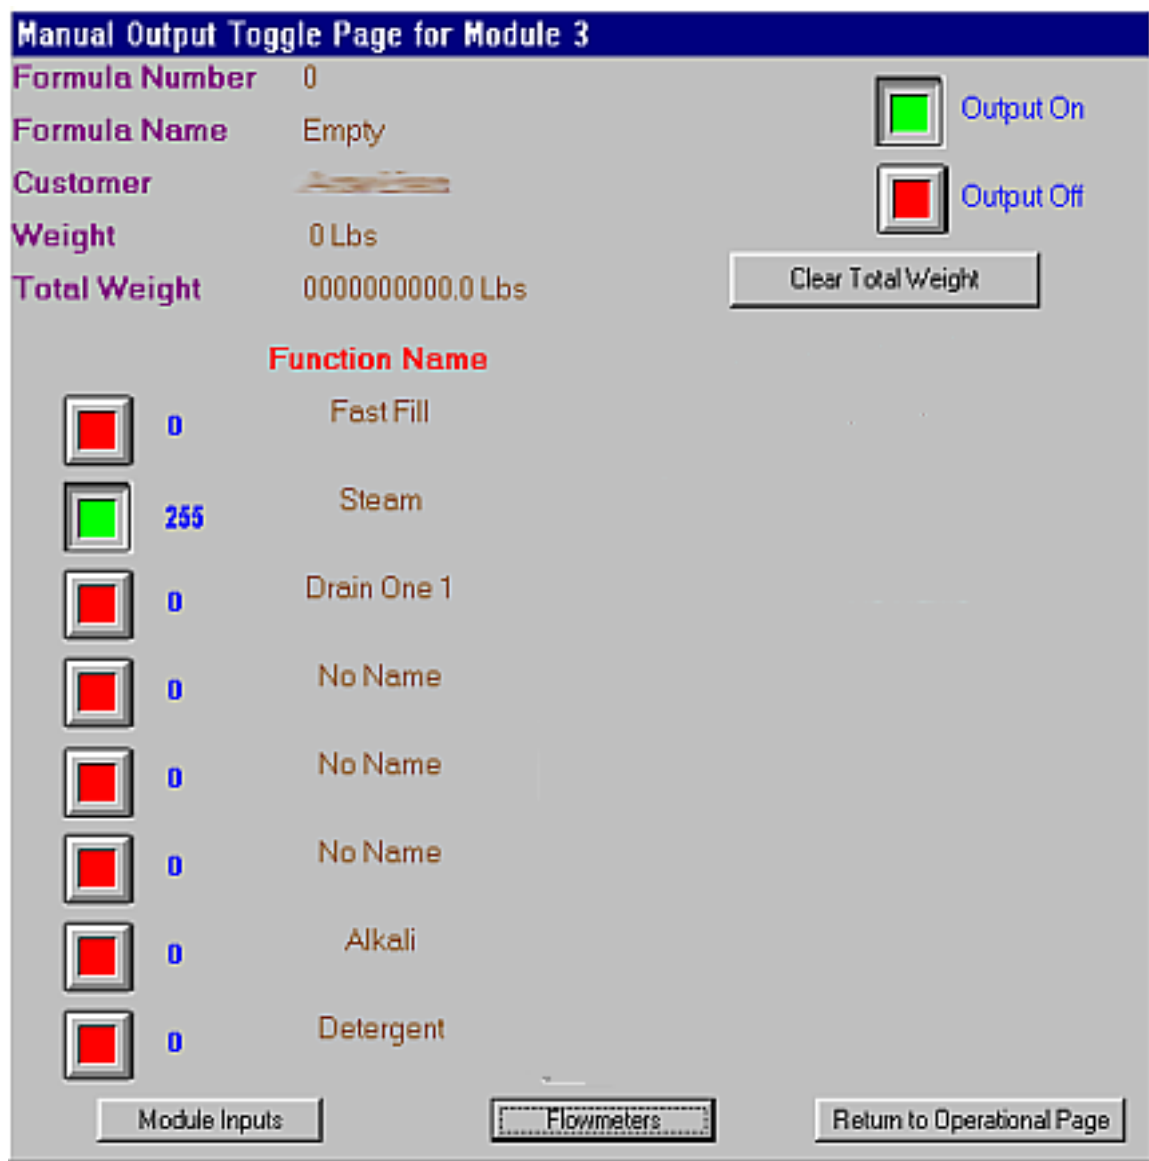 Manual Output Toggle Page for Module 3
Formula Number 0
Output On
Formula Name Empty
Customer
Output Off
Weight 0 Lbs
Total Weight 0000000000.0 Lbs
Clear Total Weight
Function Name
0 Fast Fill
255 Steam
0 Drain One 1
0 No Name
0 No Name
0 No Name
0 Alkali
0 Detergent
Module Inputs Flowmeters Return to Operational Page